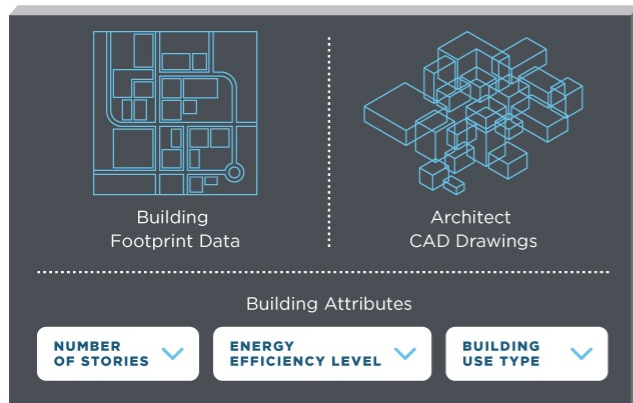 Building
Footprint Data
Architect
CAD Drawings
Building Attributes
NUMBER
OF STORIES
ENERGY
EFFICIENCY LEVEL
BUILDING
USE TYPE